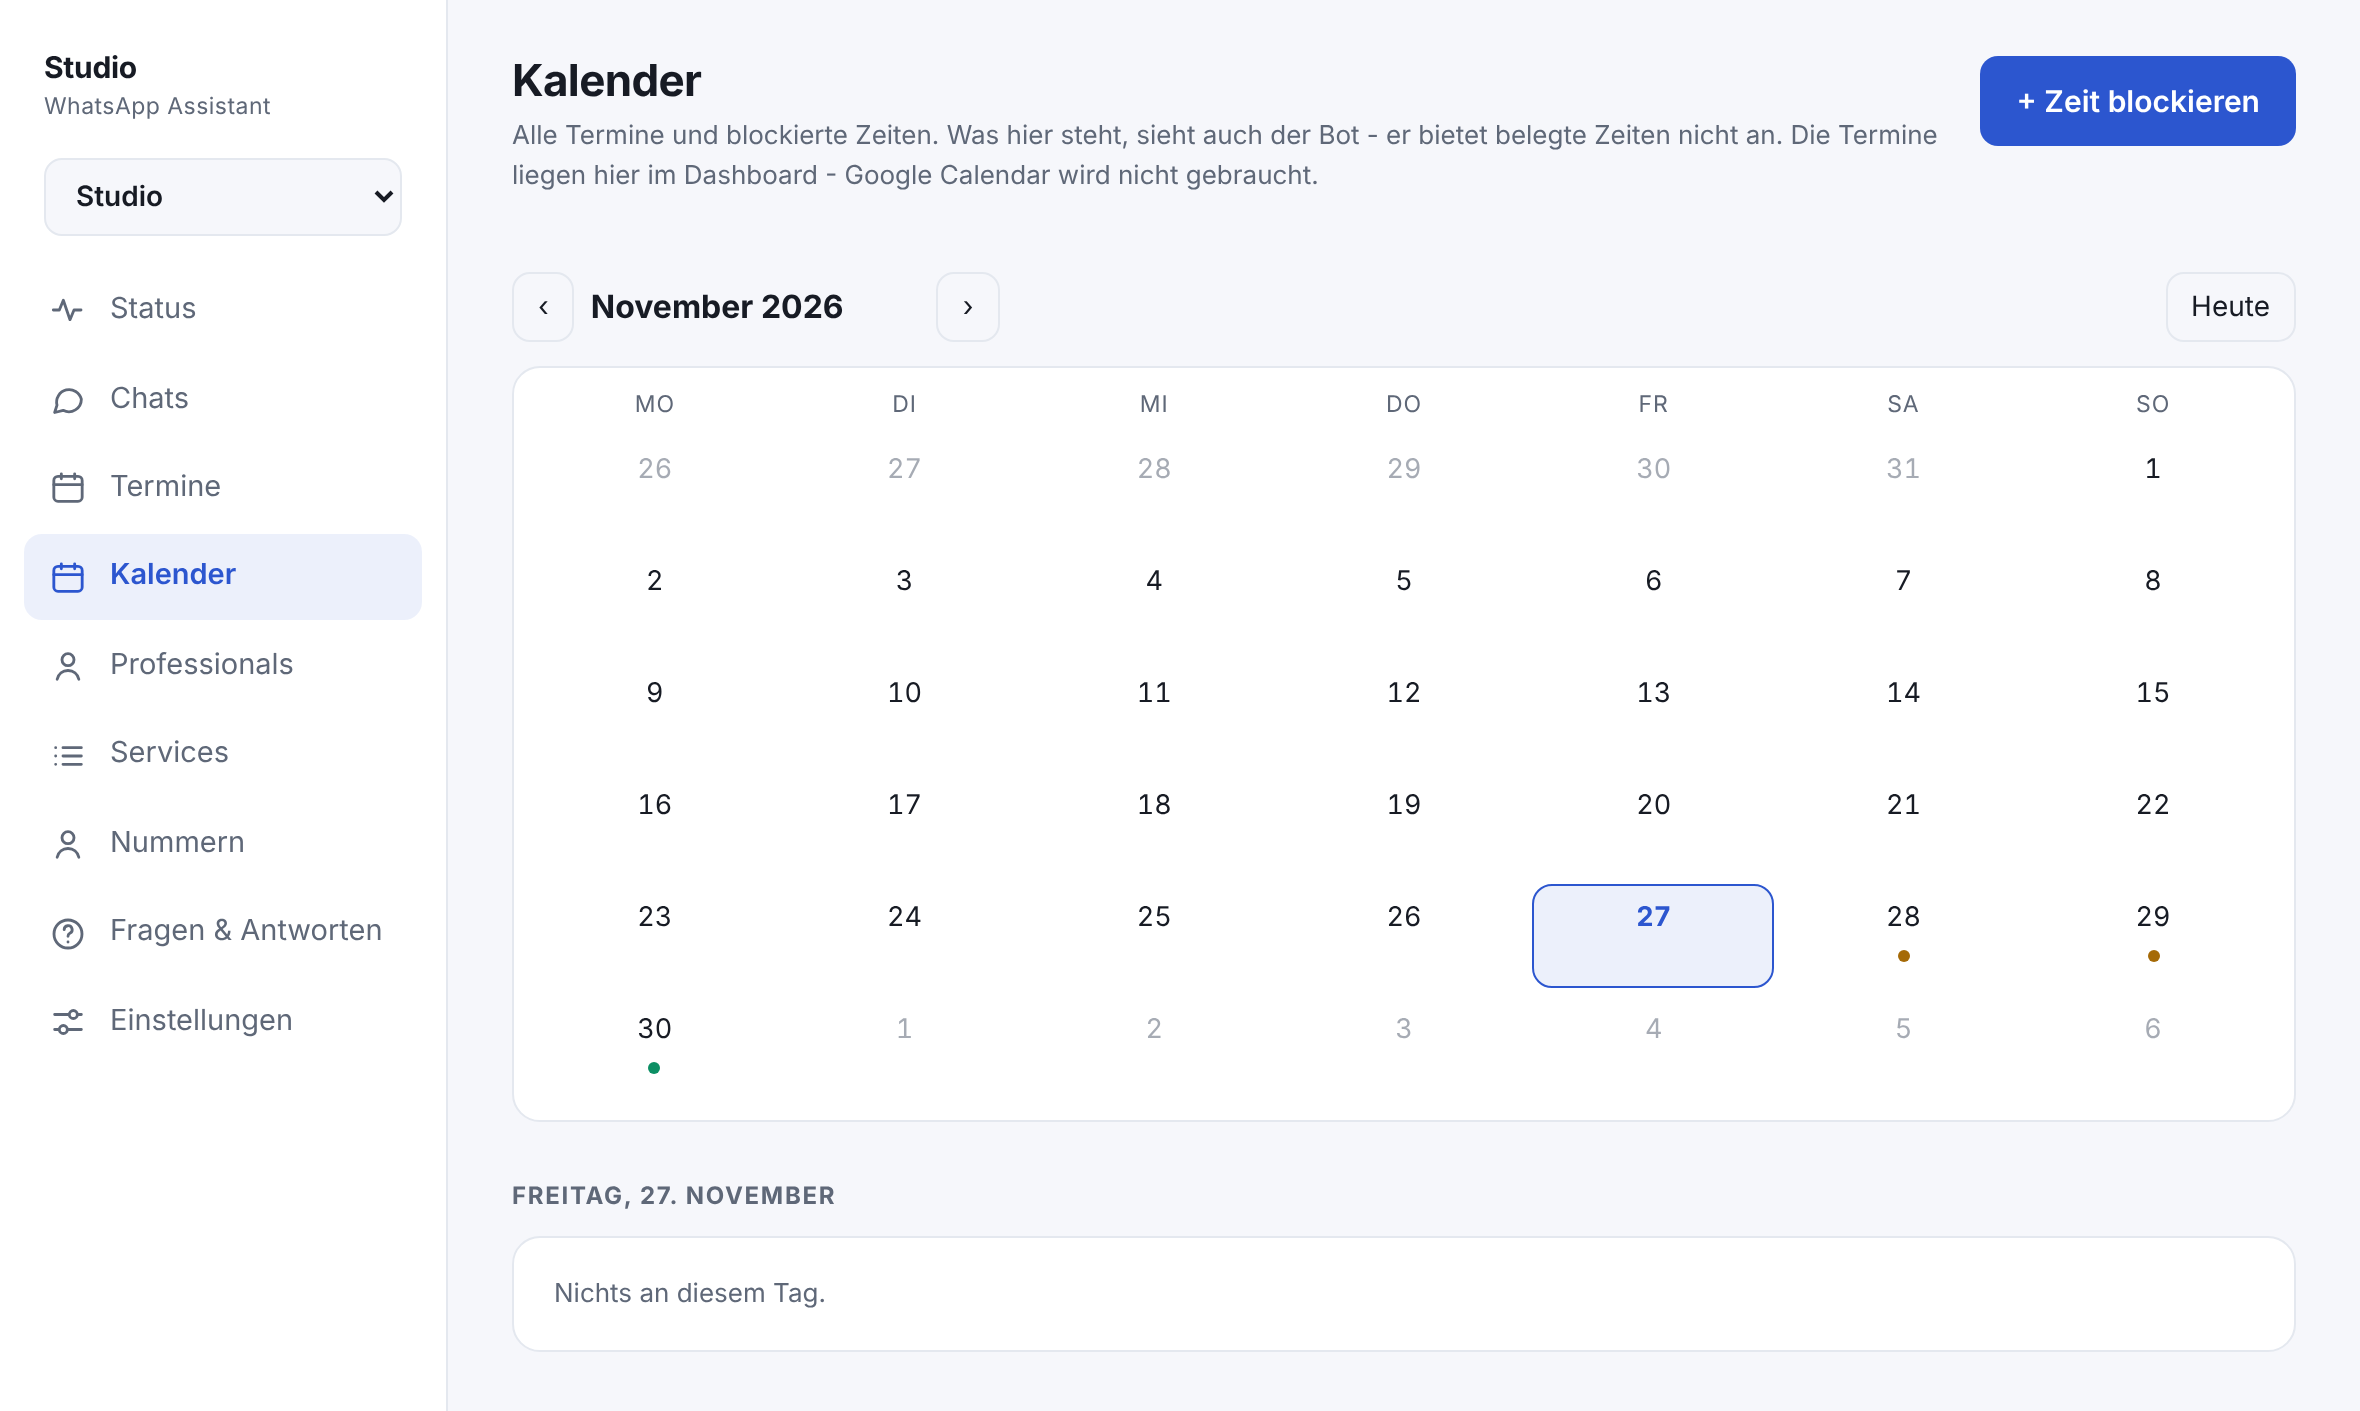 Studio
WhatsApp Assistant
Studio
Status
Chats
Termine
Kalender
Professionals
Services
Nummern
Fragen & Antworten
Einstellungen
Kalender
+ Zeit blockieren
Alle Termine und blockierte Zeiten. Was hier steht, sieht auch der Bot - er bietet belegte Zeiten nicht an. Die Termine
liegen hier im Dashboard - Google Calendar wird nicht gebraucht.
‹ November 2026 › Heute
MO DI MI DO FR SA SO
26 27 28 29 30 31 1
2 3 4 5 6 7 8
9 10 11 12 13 14 15
16 17 18 19 20 21 22
23 24 25 26 27 28 29
30 1 2 3 4 5 6
FREITAG, 27. NOVEMBER
Nichts an diesem Tag.